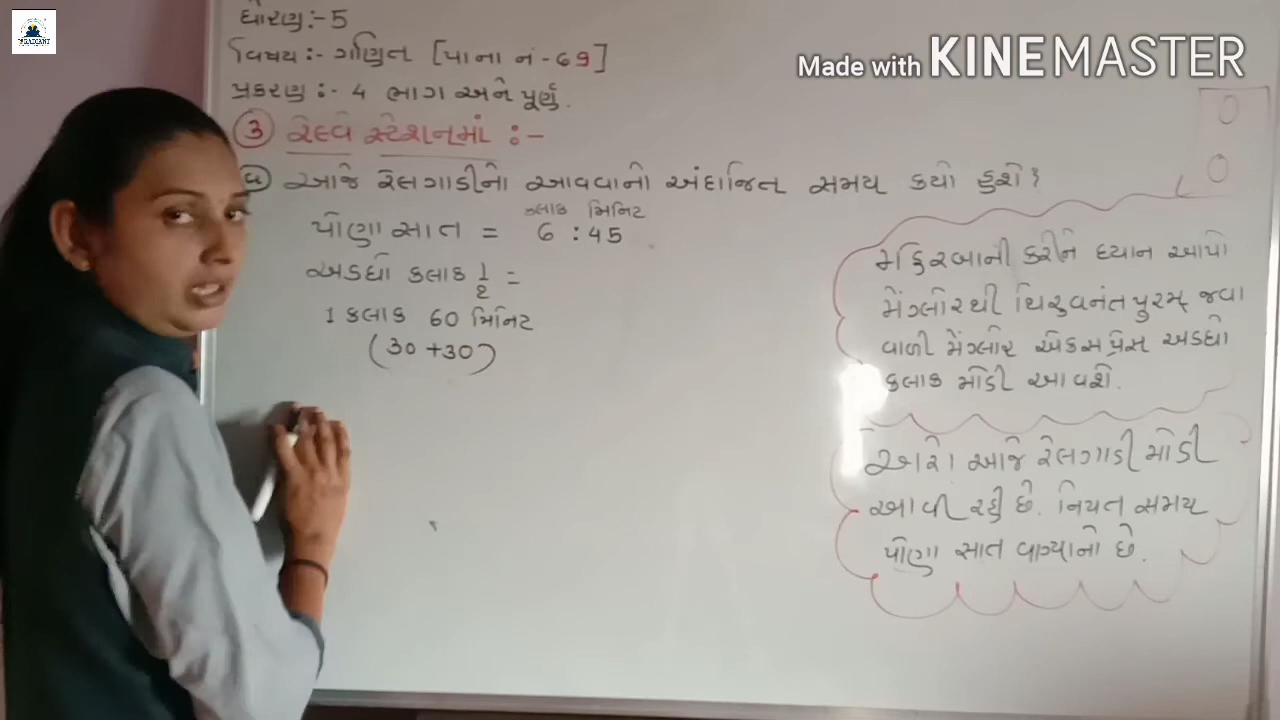 ધોરણ:- 5
વિષય:- ગણિત [પાના નં - ૬૭]
પ્રકરણ:- 4 ભાગ અને પૂર્ણ.
③ રેલ્વે સ્ટેશનમાં :-
આજે રેલગાડીનો આવવાનો અંદાજિત સમય કયો હશે?
કલાક મિનિટ
પોણા સાત = 6 : 45
અડધો કલાક 1/2 =
1 કલાક 60 મિનિટ
(30 + 30)
મહેરબાની કરીને ધ્યાન આપો
મેંગ્લોરથી થિરુવનંતપુરમ્ જવા
વાળી મેંગ્લોર એક્સપ્રેસ અડધો
કલાક મોડી આવશે.
અરે! આજે રેલગાડી મોડી
આવી રહી છે. નિયત સમય
પોણા સાત વાગ્યાનો છે.
Made with KINEMASTER